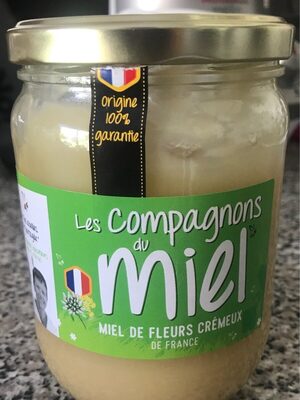 Origine
100%
garantie
Les Compagnons
du
miel
MIEL DE FLEURS CRÉMEUX
DE FRANCE